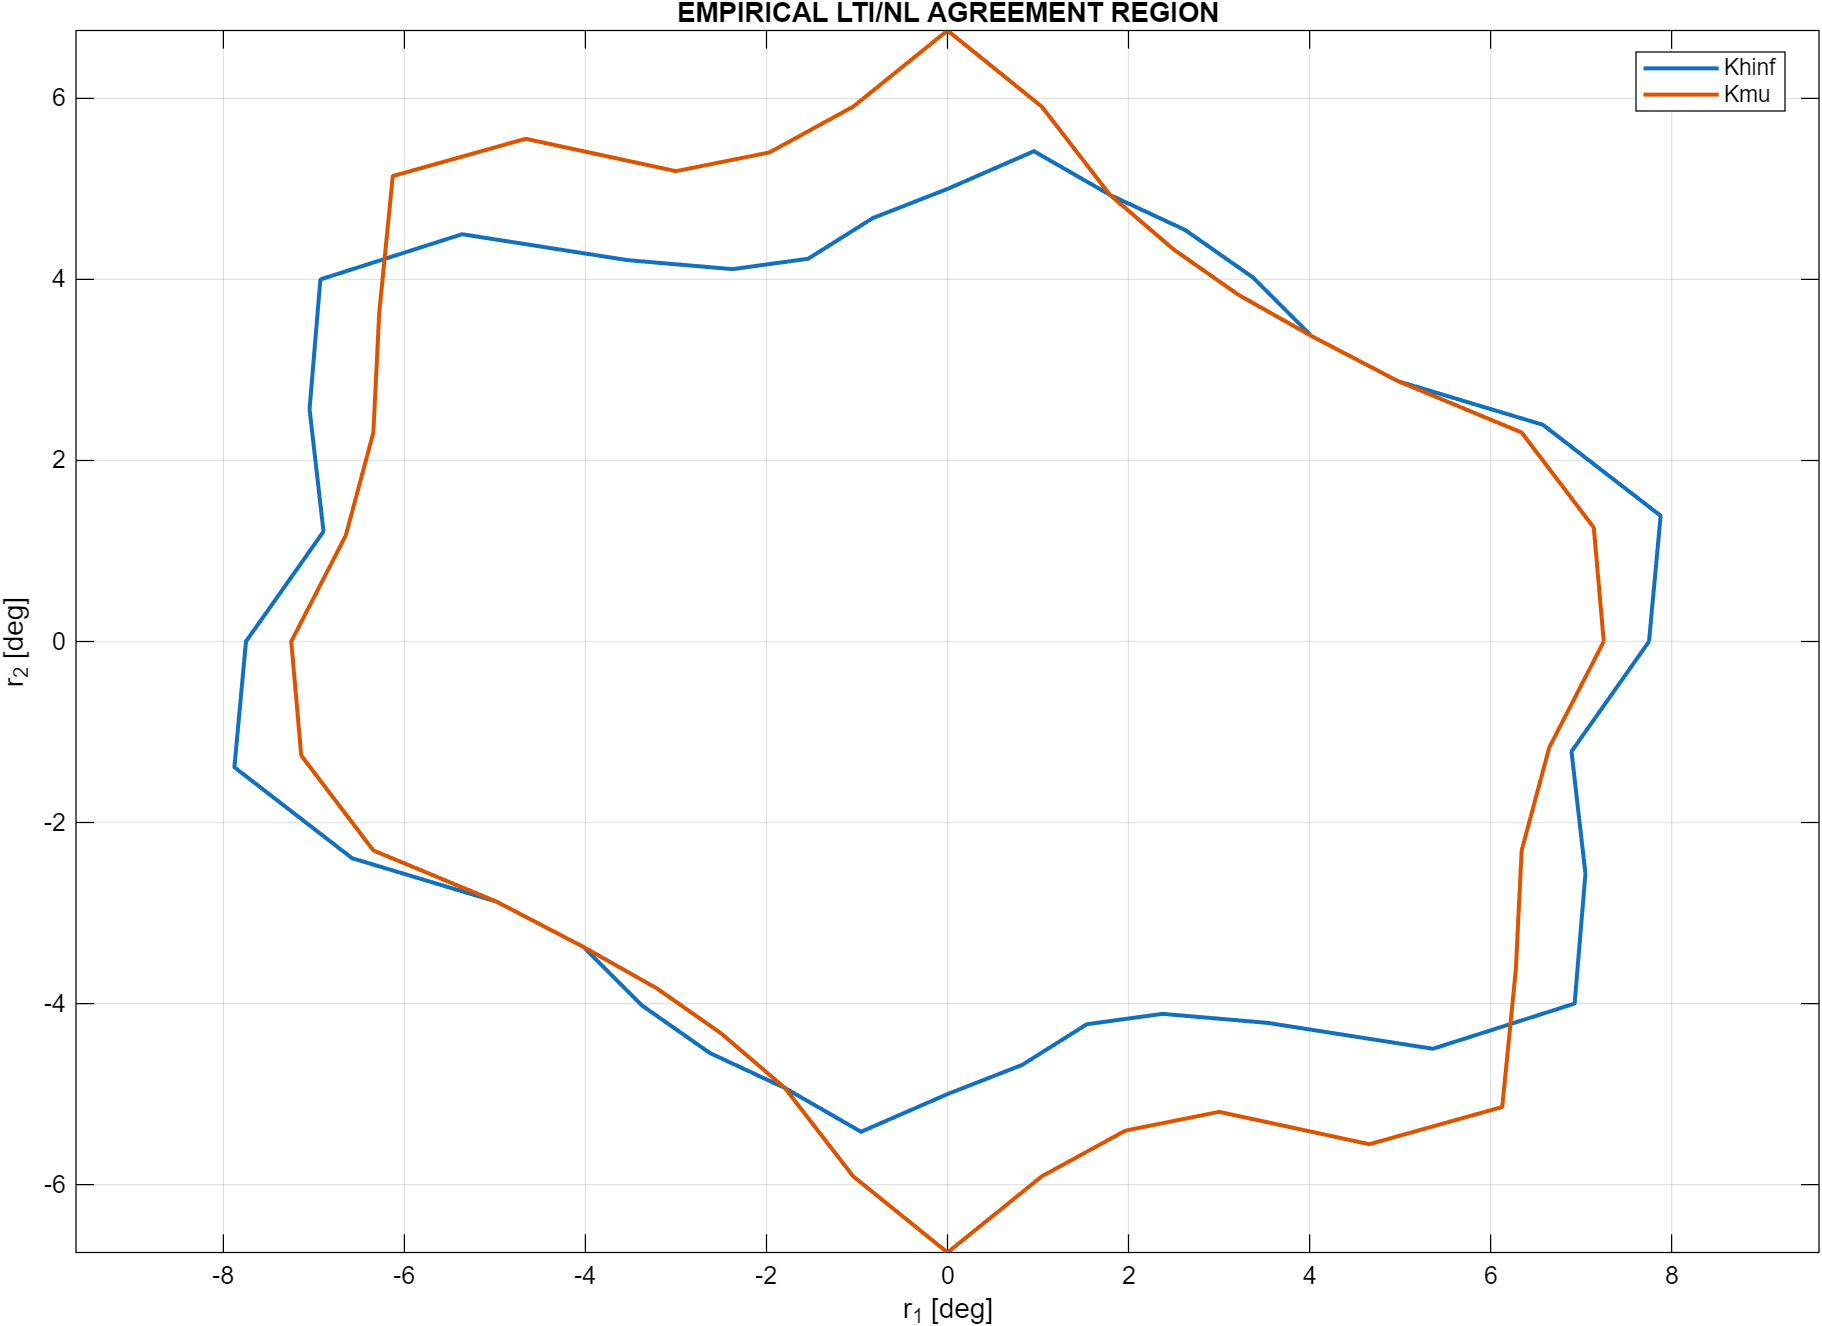 EMPIRICAL LTI/NL AGREEMENT REGION
Khinf
Kmu
6
4
2
0
-2
-4
-6
r2 [deg]
-8 -6 -4 -2 0 2 4 6 8
r1 [deg]